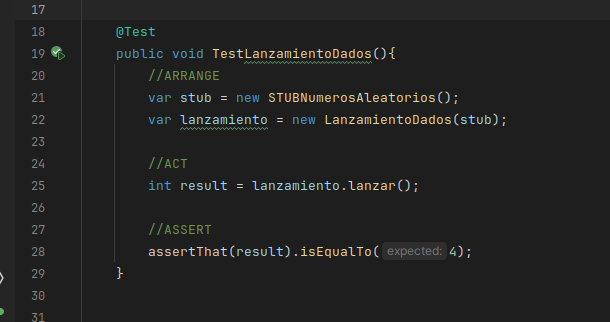 17
18 @Test
19 public void TestLanzamientoDados(){
20 //ARRANGE
21 var stub = new STUBNumerosAleatorios();
22 var lanzamiento = new LanzamientoDados(stub);
23
24 //ACT
25 int result = lanzamiento.lanzar();
26
27 //ASSERT
28 assertThat(result).isEqualTo( expected: 4);
29 }
30
31